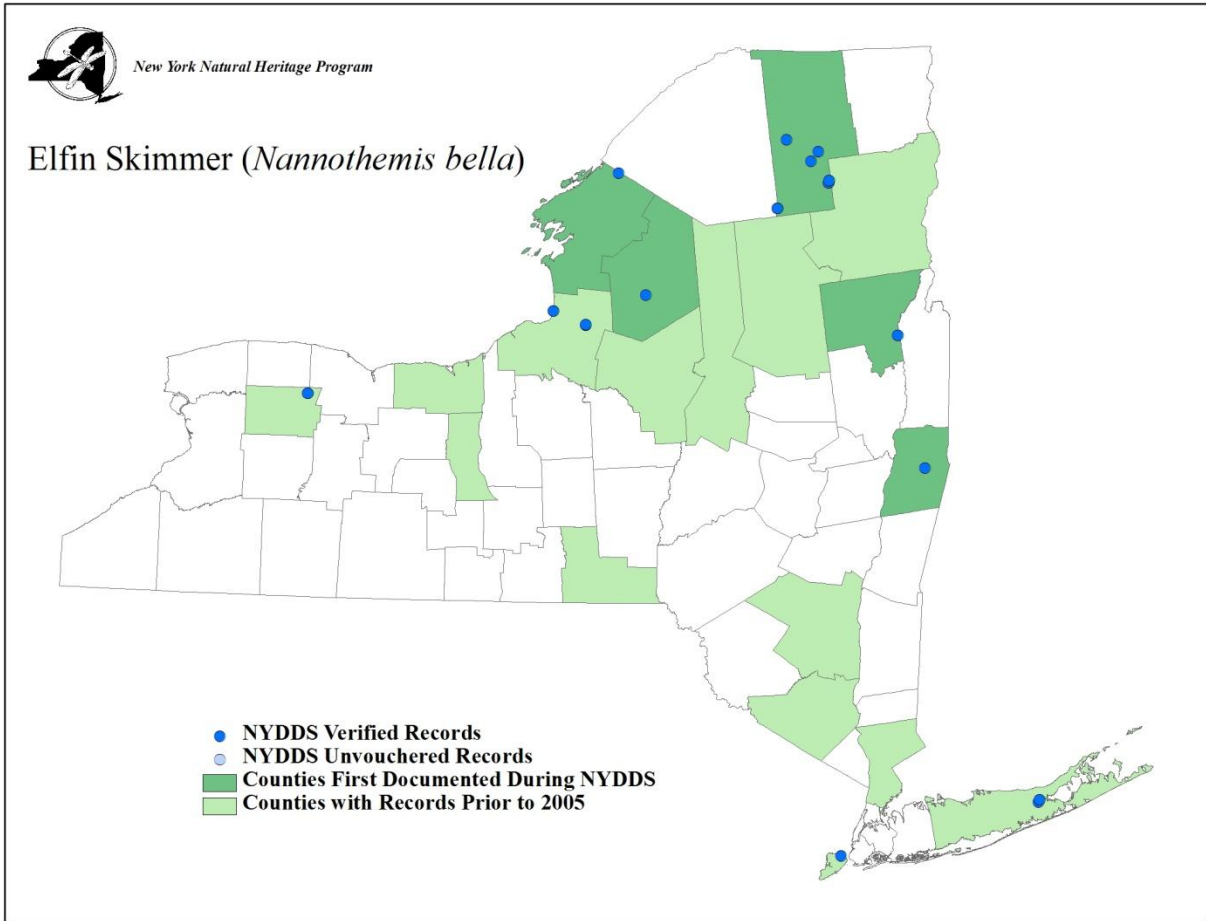 New York Natural Heritage Program
Elfin Skimmer (Nannothemis bella)
NYDDS Verified Records
NYDDS Unvouchered Records
Counties First Documented During NYDDS
Counties with Records Prior to 2005